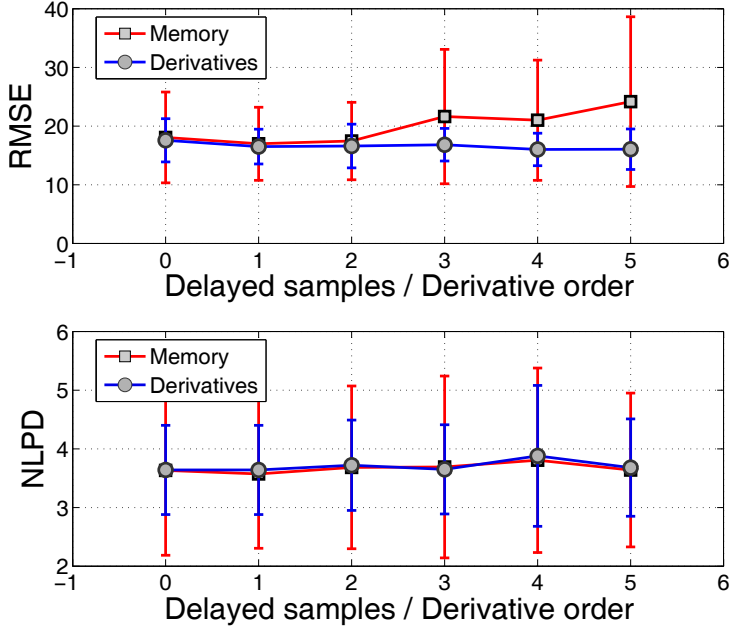 40
30
20
10
0
RMSE
Memory
Derivatives
−1 0 1 2 3 4 5 6
Delayed samples / Derivative order
6
5
4
3
2
NLPD
Memory
Derivatives
−1 0 1 2 3 4 5 6
Delayed samples / Derivative order